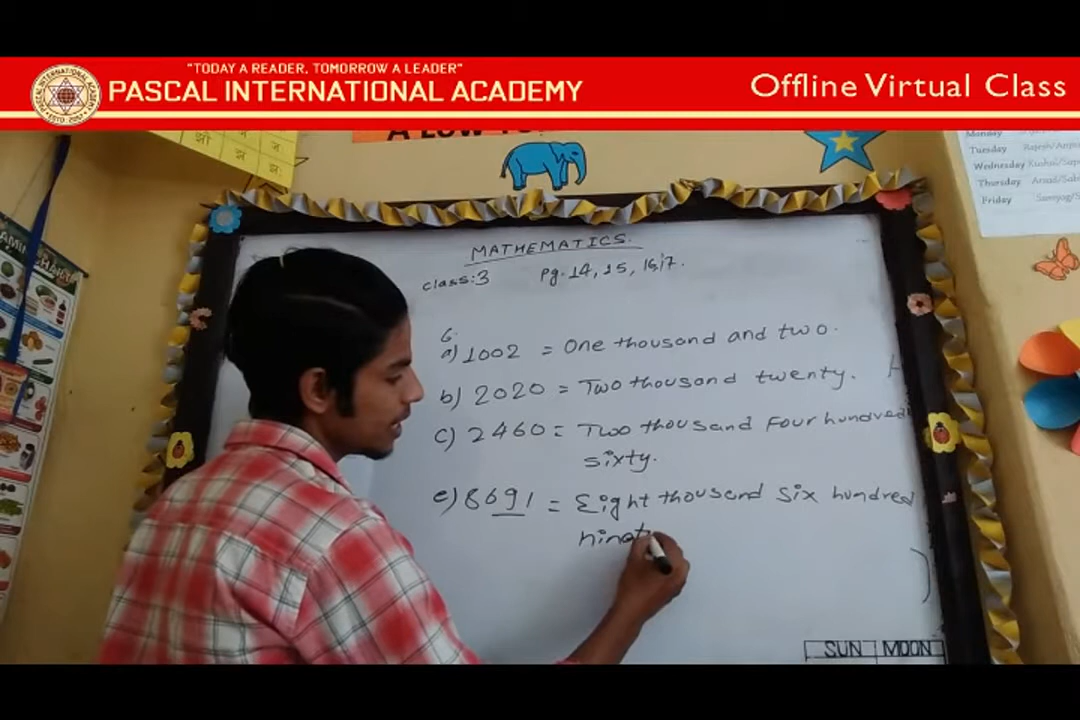 "TODAY A READER, TOMORROW A LEADER"
PASCAL INTERNATIONAL ACADEMY
Offline Virtual Class
Monday
Tuesday
Wednesday
Thursday
Friday
MATHEMATICS.
class:3 pg.14, 15, 16,17.
6.
a) 1002 = One thousand and two.
b) 2020 = Two thousand twenty.
c) 2460 = Two thousand Four hundred
sixty.
e) 8691 = Eight thousand six hundred
ninet
SUN MOON